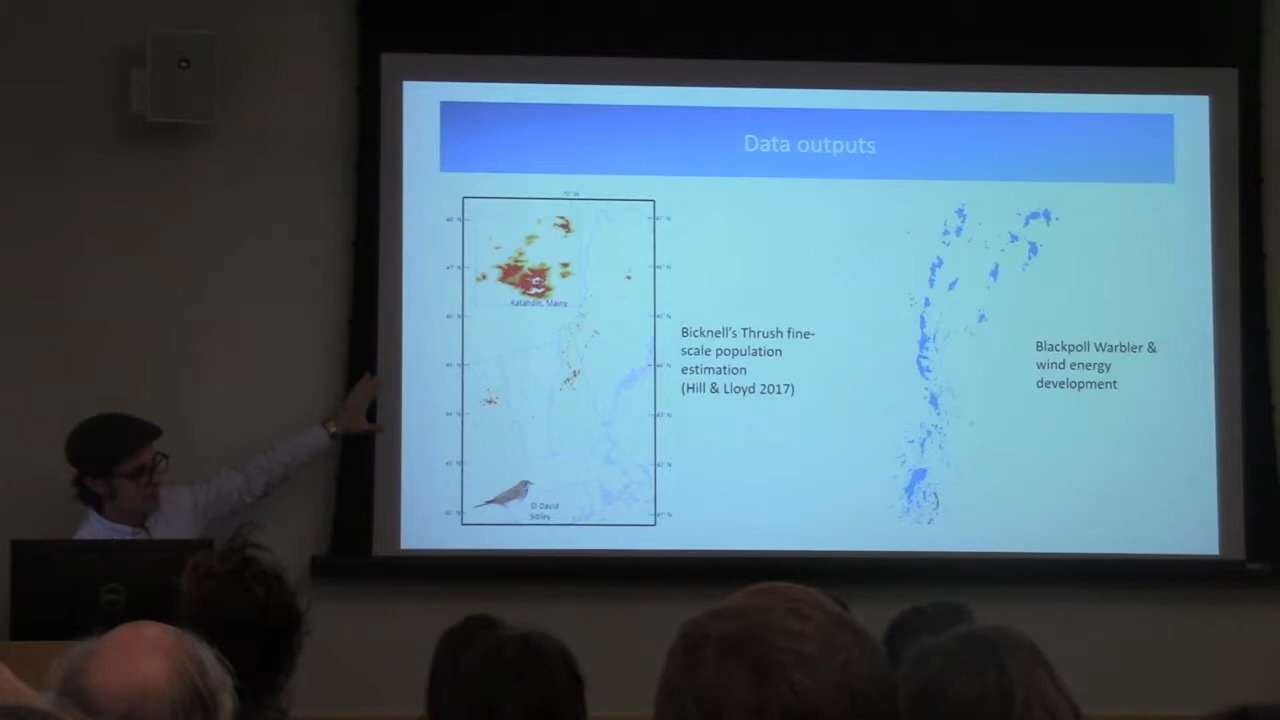 Data outputs
Katahdin, Maine
© David
Sibley
Bicknell's Thrush fine-
scale population
estimation
(Hill & Lloyd 2017)
Blackpoll Warbler &
wind energy
development